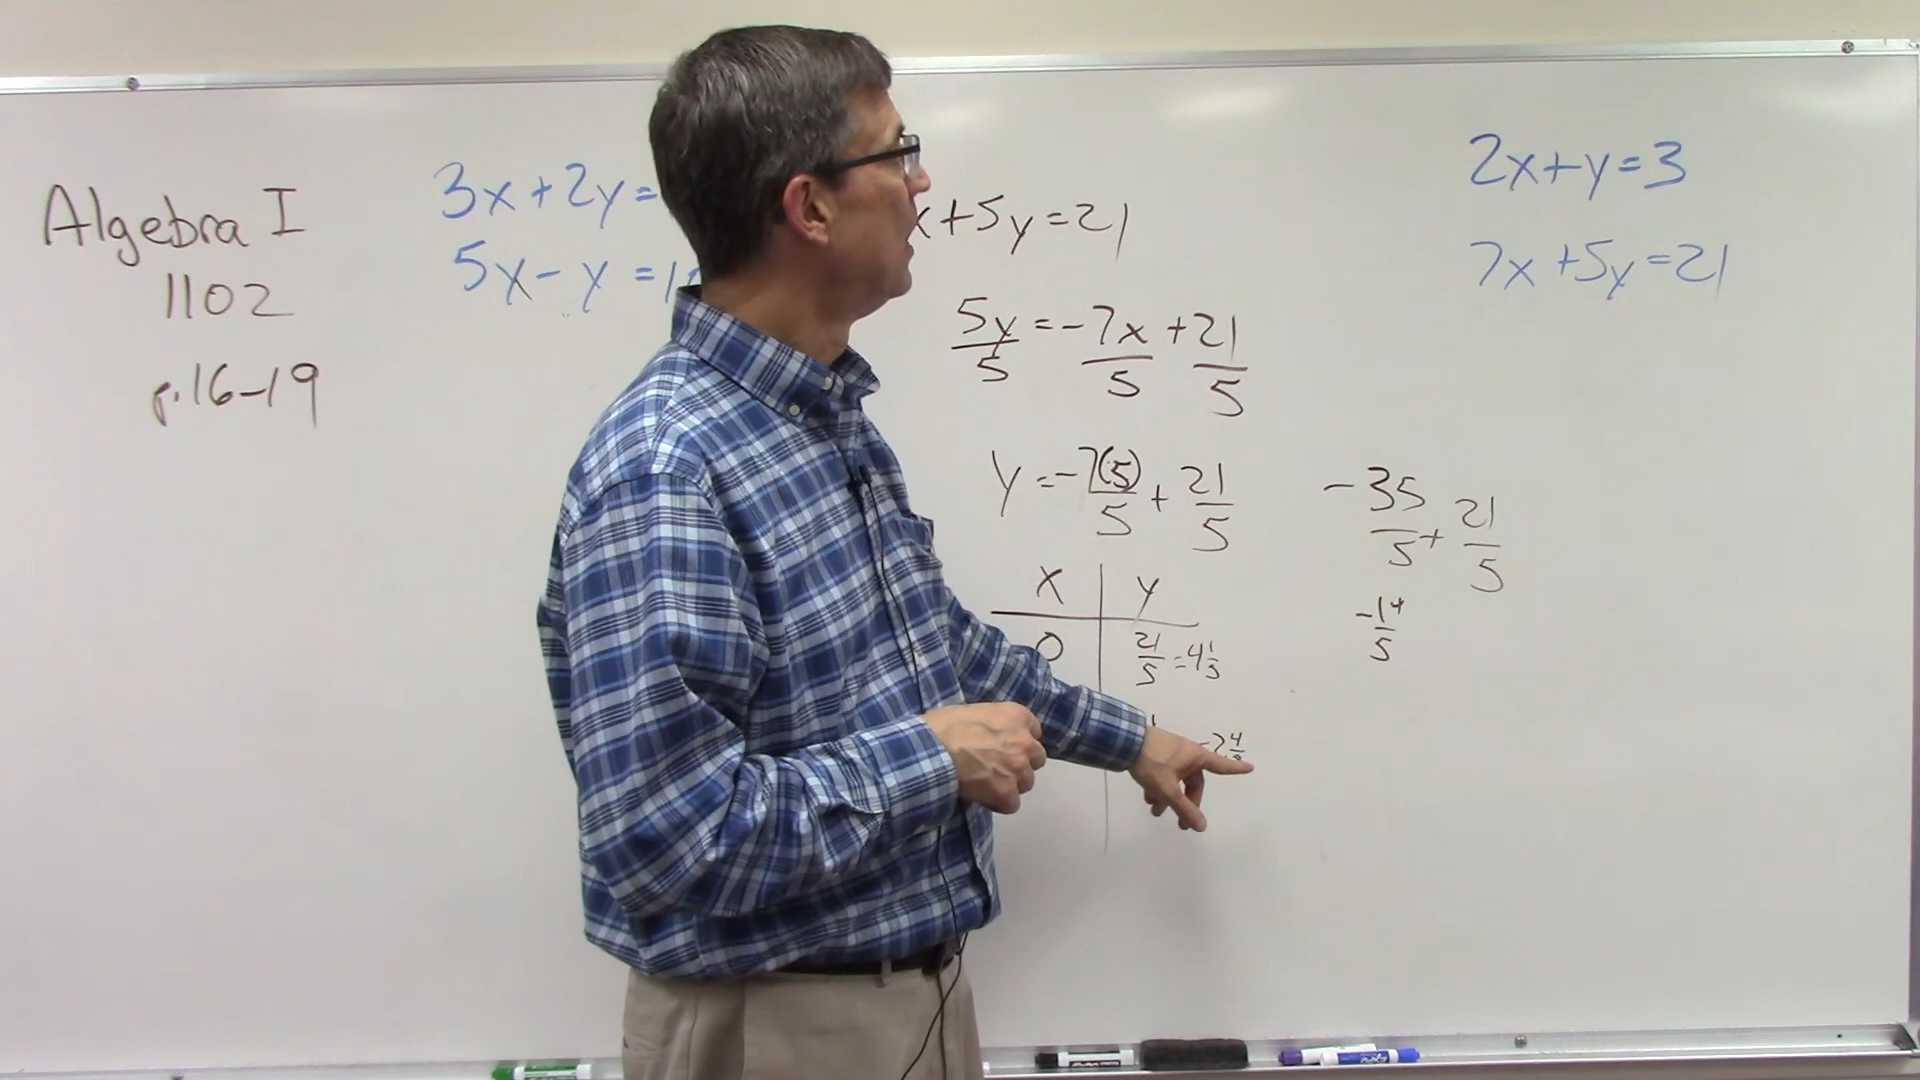 Algebra I
1102
p. 16-19
3x + 2y =
5x - y = 1
x + 5y = 21
5y/5 = -7x/5 + 21/5
y = -7(5)/5 + 21/5
x | y
0 | 21/5 = 4 1/5
-35/5 + 21/5
-14/5
2x + y = 3
7x + 5y = 21